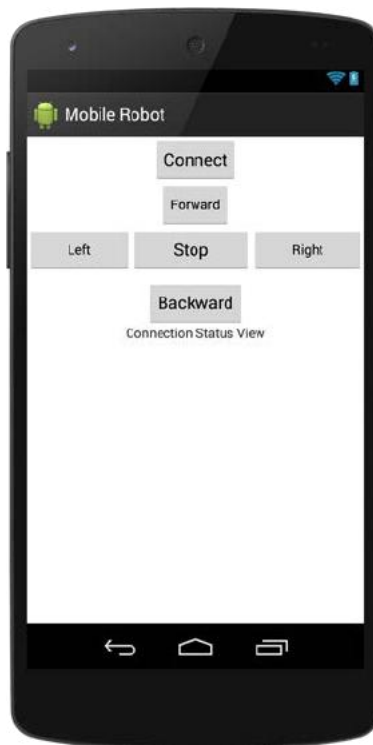 Mobile Robot
Connect
Forward
Left Stop Right
Backward
Connection Status View